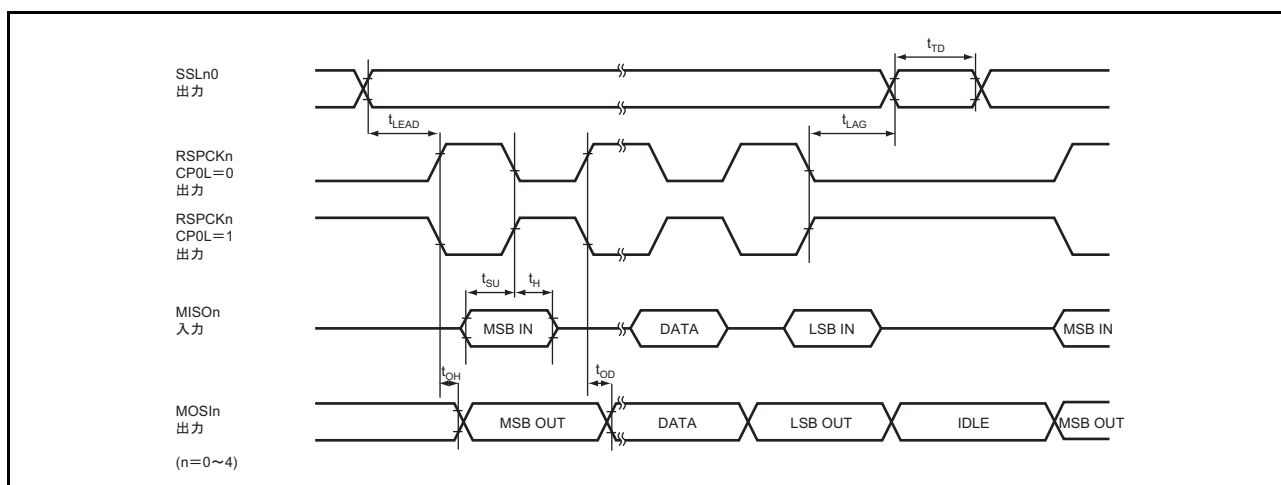 tTD
SSLn0
出力
tLEAD
tLAG
RSPCKn
CP0L=0
出力
RSPCKn
CP0L=1
出力
tSU
tH
MISOn
入力
MSB IN
DATA
LSB IN
MSB IN
tOH
tOD
MOSIn
出力
MSB OUT
DATA
LSB OUT
IDLE
MSB OUT
(n=0〜4)